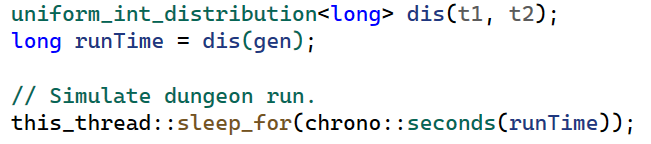 uniform_int_distribution<long> dis(t1, t2);
long runTime = dis(gen);
// Simulate dungeon run.
this_thread::sleep_for(chrono::seconds(runTime));